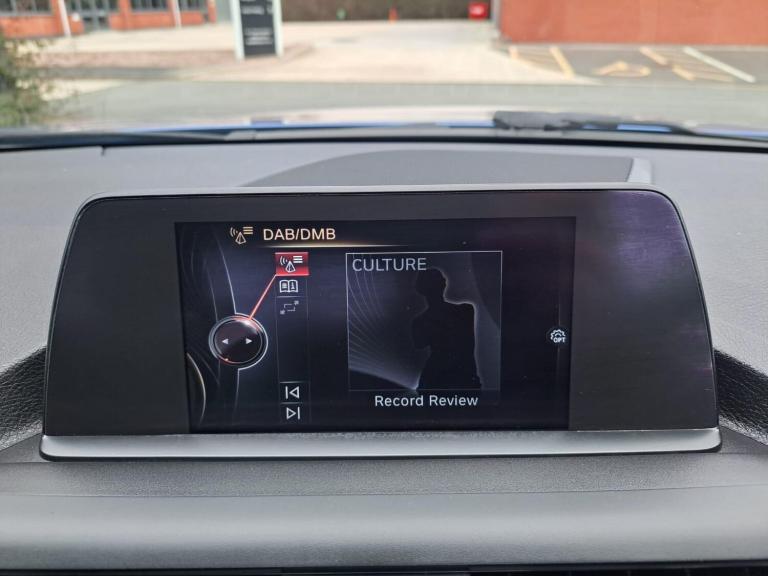 DAB/DMB
CULTURE
OPT
Record Review